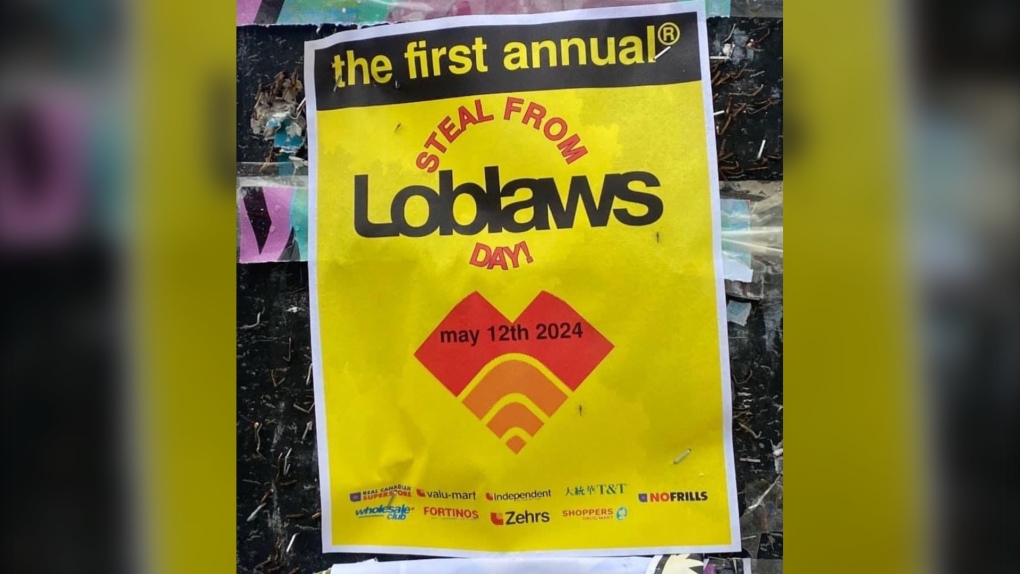 the first annual®
STEAL FROM
Loblaws
DAY!
may 12th 2024
REAL CANADIAN SUPERSTORE valu-mart independent 大統華 T&T NOFRILLS
wholesale club FORTINOS Zehrs SHOPPERS DRUG MART